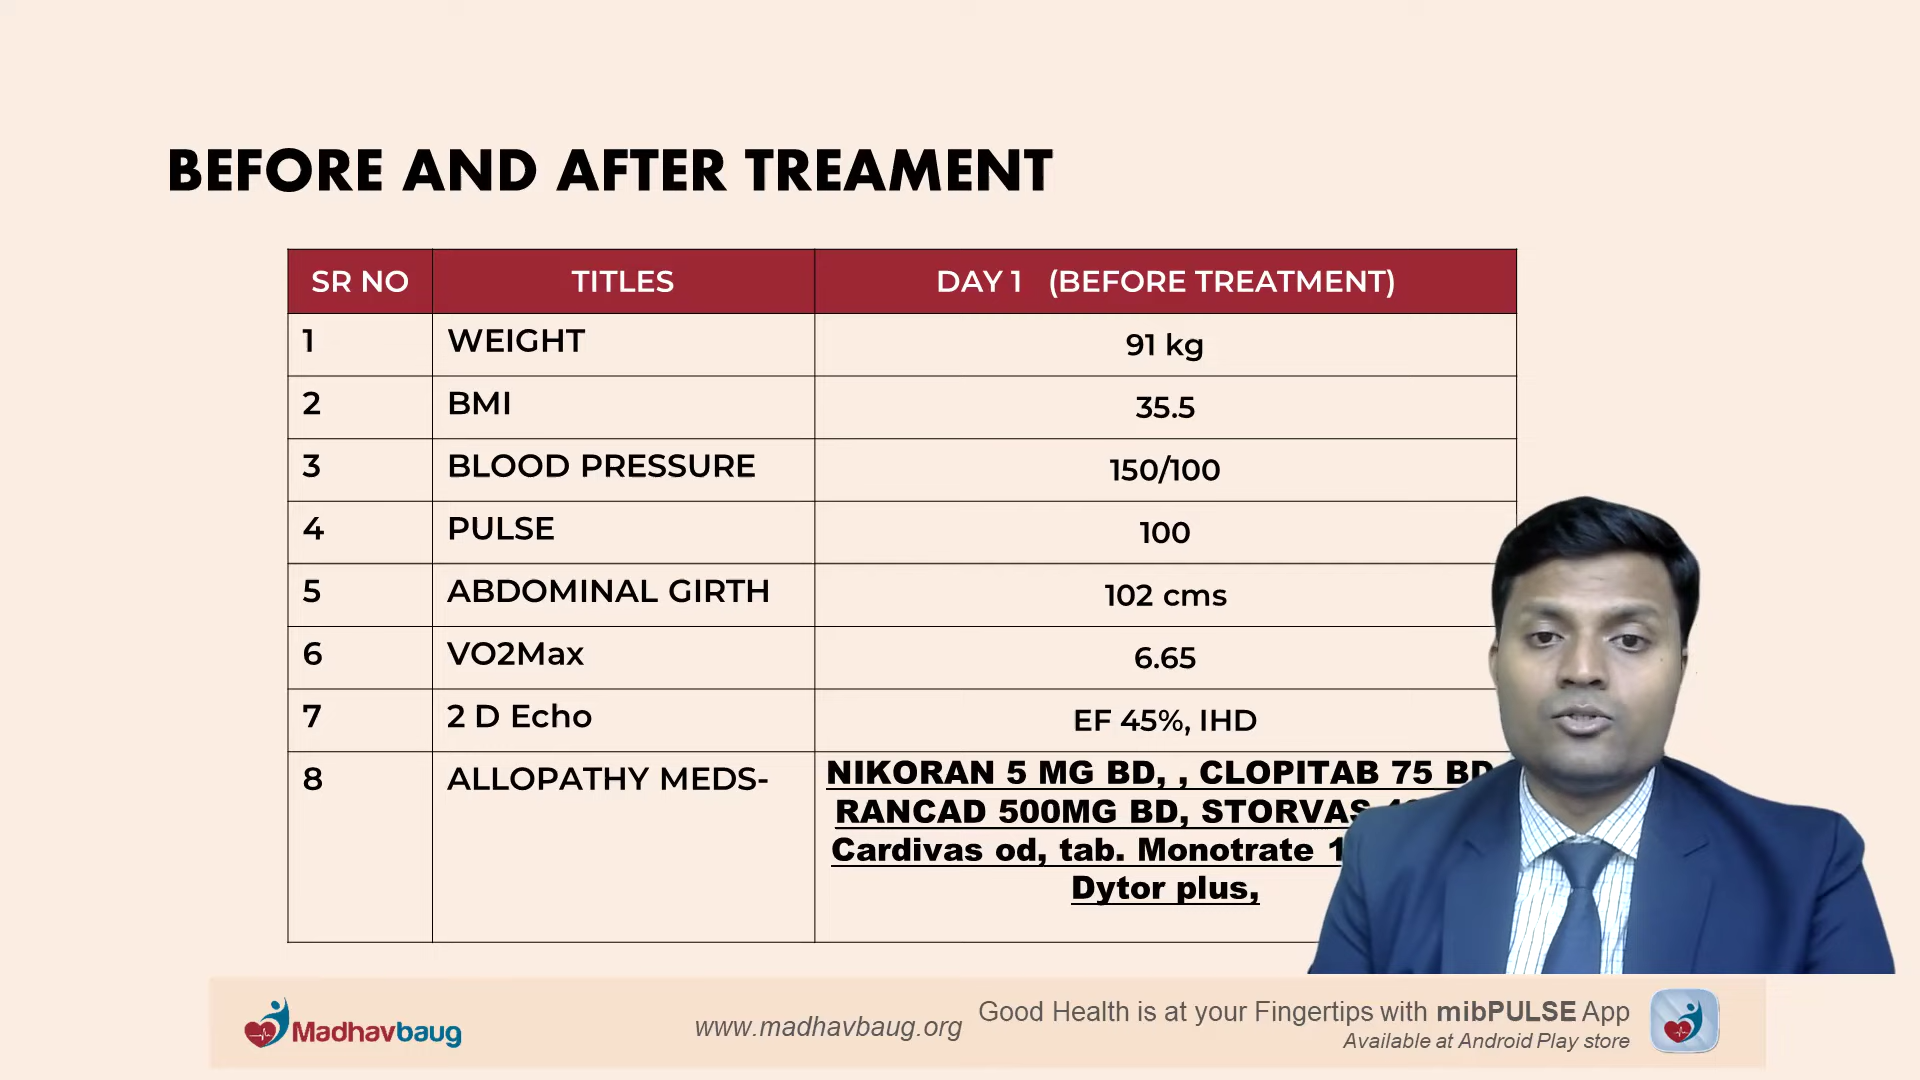 BEFORE AND AFTER TREAMENT
SR NO TITLES DAY 1 (BEFORE TREATMENT)
1 WEIGHT 91 kg
2 BMI 35.5
3 BLOOD PRESSURE 150/100
4 PULSE 100
5 ABDOMINAL GIRTH 102 cms
6 VO2Max 6.65
7 2 D Echo EF 45%, IHD
8 ALLOPATHY MEDS- NIKORAN 5 MG BD, , CLOPITAB 75 BD
RANCAD 500MG BD, STORVAS
Cardivas od, tab. Monotrate
Dytor plus,
Madhavbaug
www.madhavbaug.org
Good Health is at your Fingertips with mibPULSE App
Available at Android Play store